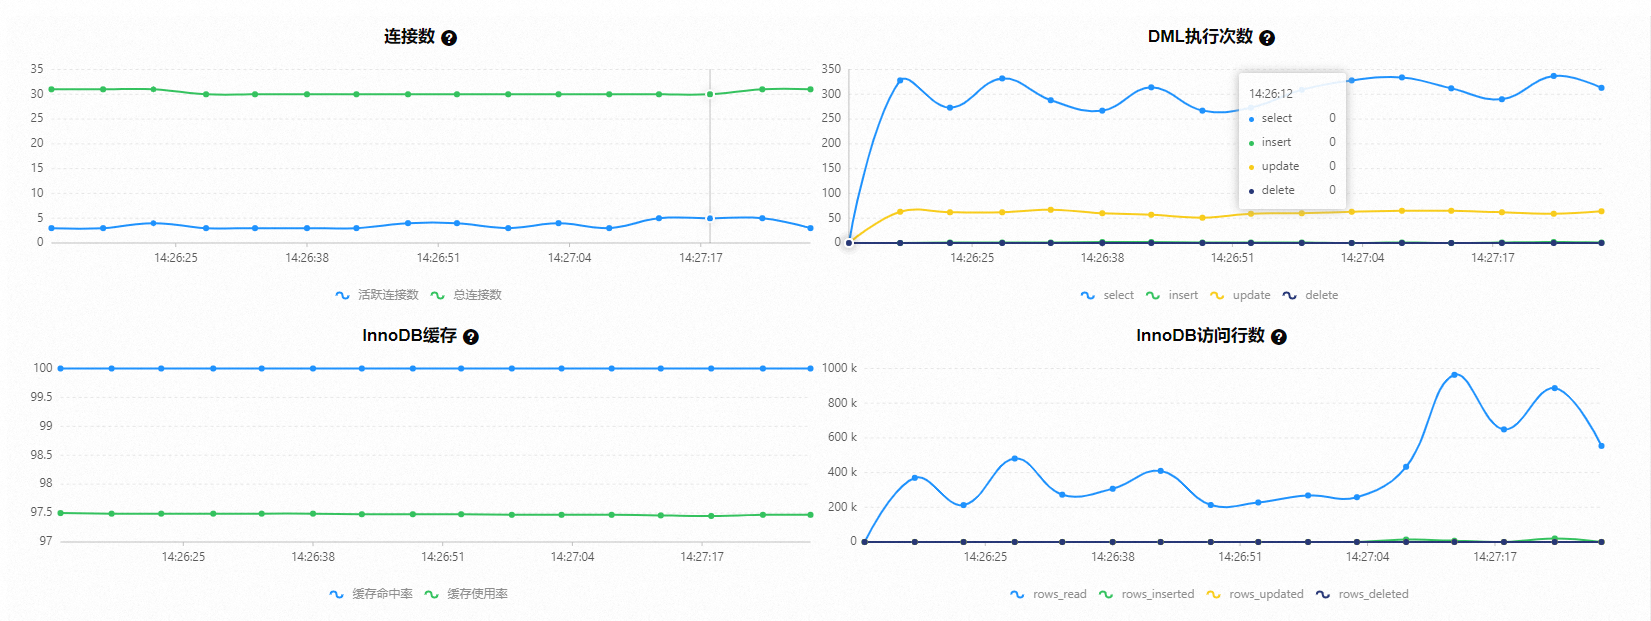 连接数 ?
35
30
25
20
15
10
5
0
14:26:25 14:26:38 14:26:51 14:27:04 14:27:17
活跃连接数 总连接数
DML执行次数 ?
350
300
250
200
150
100
50
0
14:26:12
select 0
insert 0
update 0
delete 0
14:26:25 14:26:38 14:26:51 14:27:04 14:27:17
select insert update delete
InnoDB缓存 ?
100
99.5
99
98.5
98
97.5
97
14:26:25 14:26:38 14:26:51 14:27:04 14:27:17
缓存命中率 缓存使用率
InnoDB访问行数 ?
1000 k
800 k
600 k
400 k
200 k
0
14:26:25 14:26:38 14:26:51 14:27:04 14:27:17
rows_read rows_inserted rows_updated rows_deleted